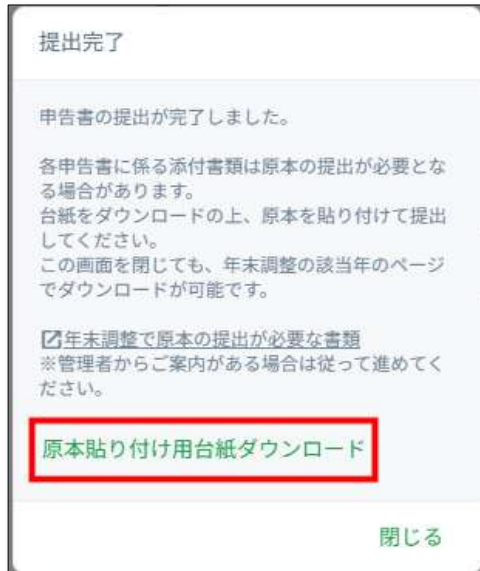 提出完了
申告書の提出が完了しました。
各申告書に係る添付書類は原本の提出が必要とな
る場合があります。
台紙をダウンロードの上、原本を貼り付けて提出
してください。
この画面を閉じても、年末調整の該当年のページ
でダウンロードが可能です。
年末調整で原本の提出が必要な書類
※管理者からご案内がある場合は従って進めてく
ださい。
原本貼り付け用台紙ダウンロード
閉じる